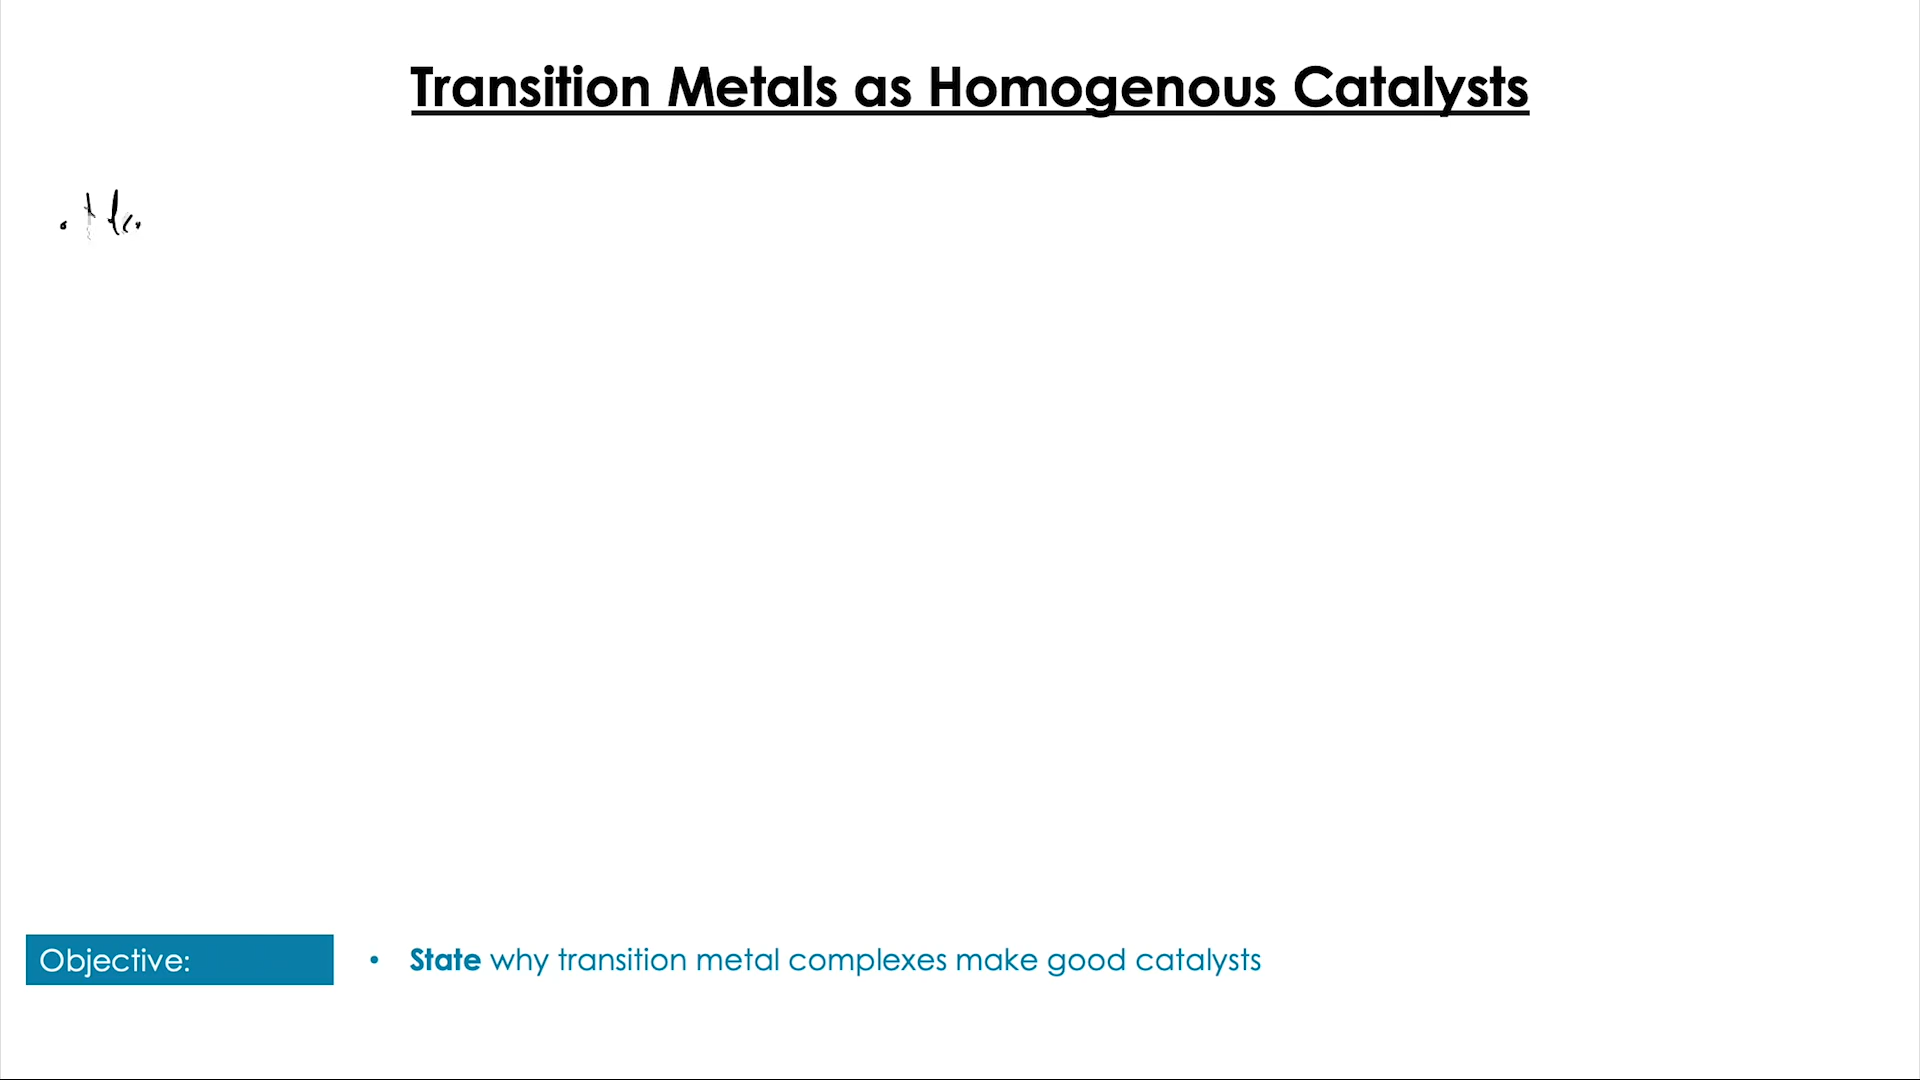 Transition Metals as Homogenous Catalysts
Objective:
• State why transition metal complexes make good catalysts